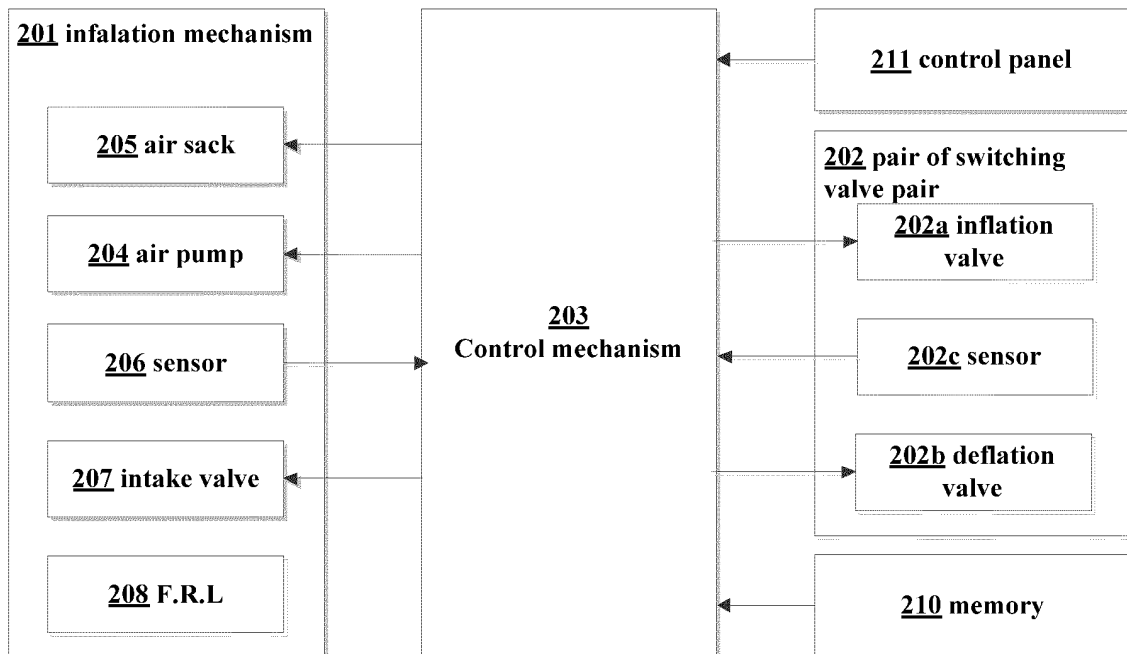 201 infalation mechanism
205 air sack
204 air pump
206 sensor
207 intake valve
208 F.R.L
203
Control mechanism
211 control panel
202 pair of switching
valve pair
202a inflation
valve
202c sensor
202b deflation
valve
210 memory